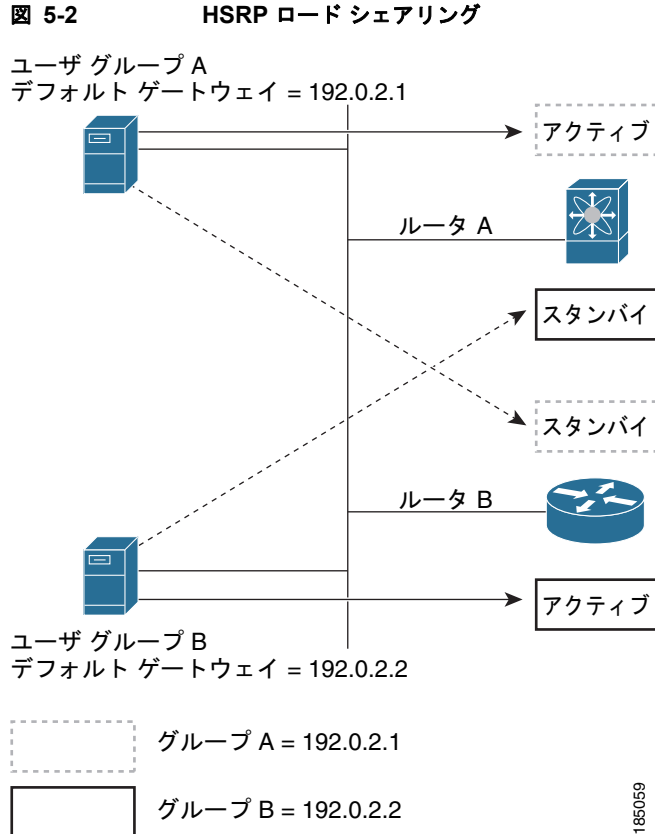 図 5-2 HSRP ロード シェアリング
ユーザ グループ A
デフォルト ゲートウェイ = 192.0.2.1
アクティブ
ルータ A
スタンバイ
スタンバイ
ルータ B
アクティブ
ユーザ グループ B
デフォルト ゲートウェイ = 192.0.2.2
グループ A = 192.0.2.1
グループ B = 192.0.2.2
185059